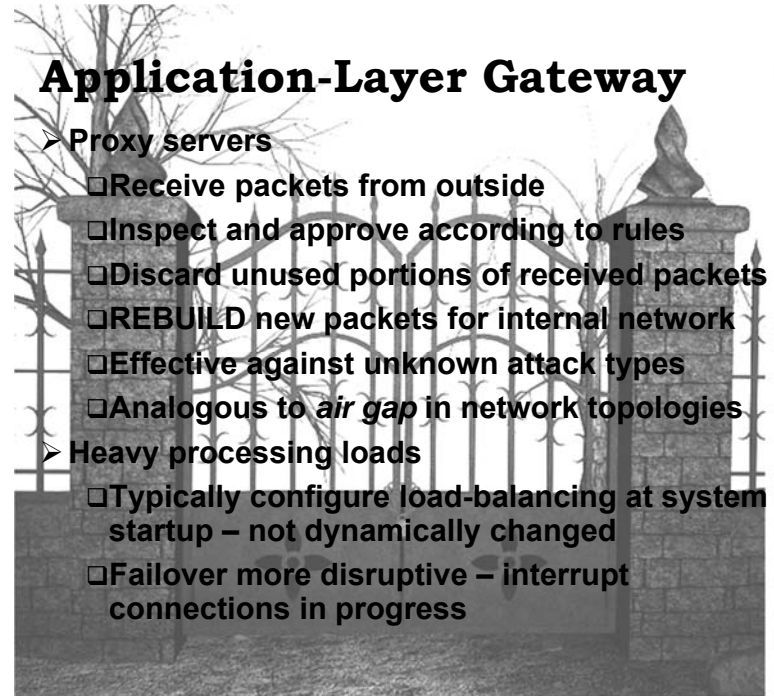 Application-Layer Gateway
➢ Proxy servers
❑Receive packets from outside
❑Inspect and approve according to rules
❑Discard unused portions of received packets
❑REBUILD new packets for internal network
❑Effective against unknown attack types
❑Analogous to air gap in network topologies
➢ Heavy processing loads
❑Typically configure load-balancing at system
startup – not dynamically changed
❑Failover more disruptive – interrupt
connections in progress